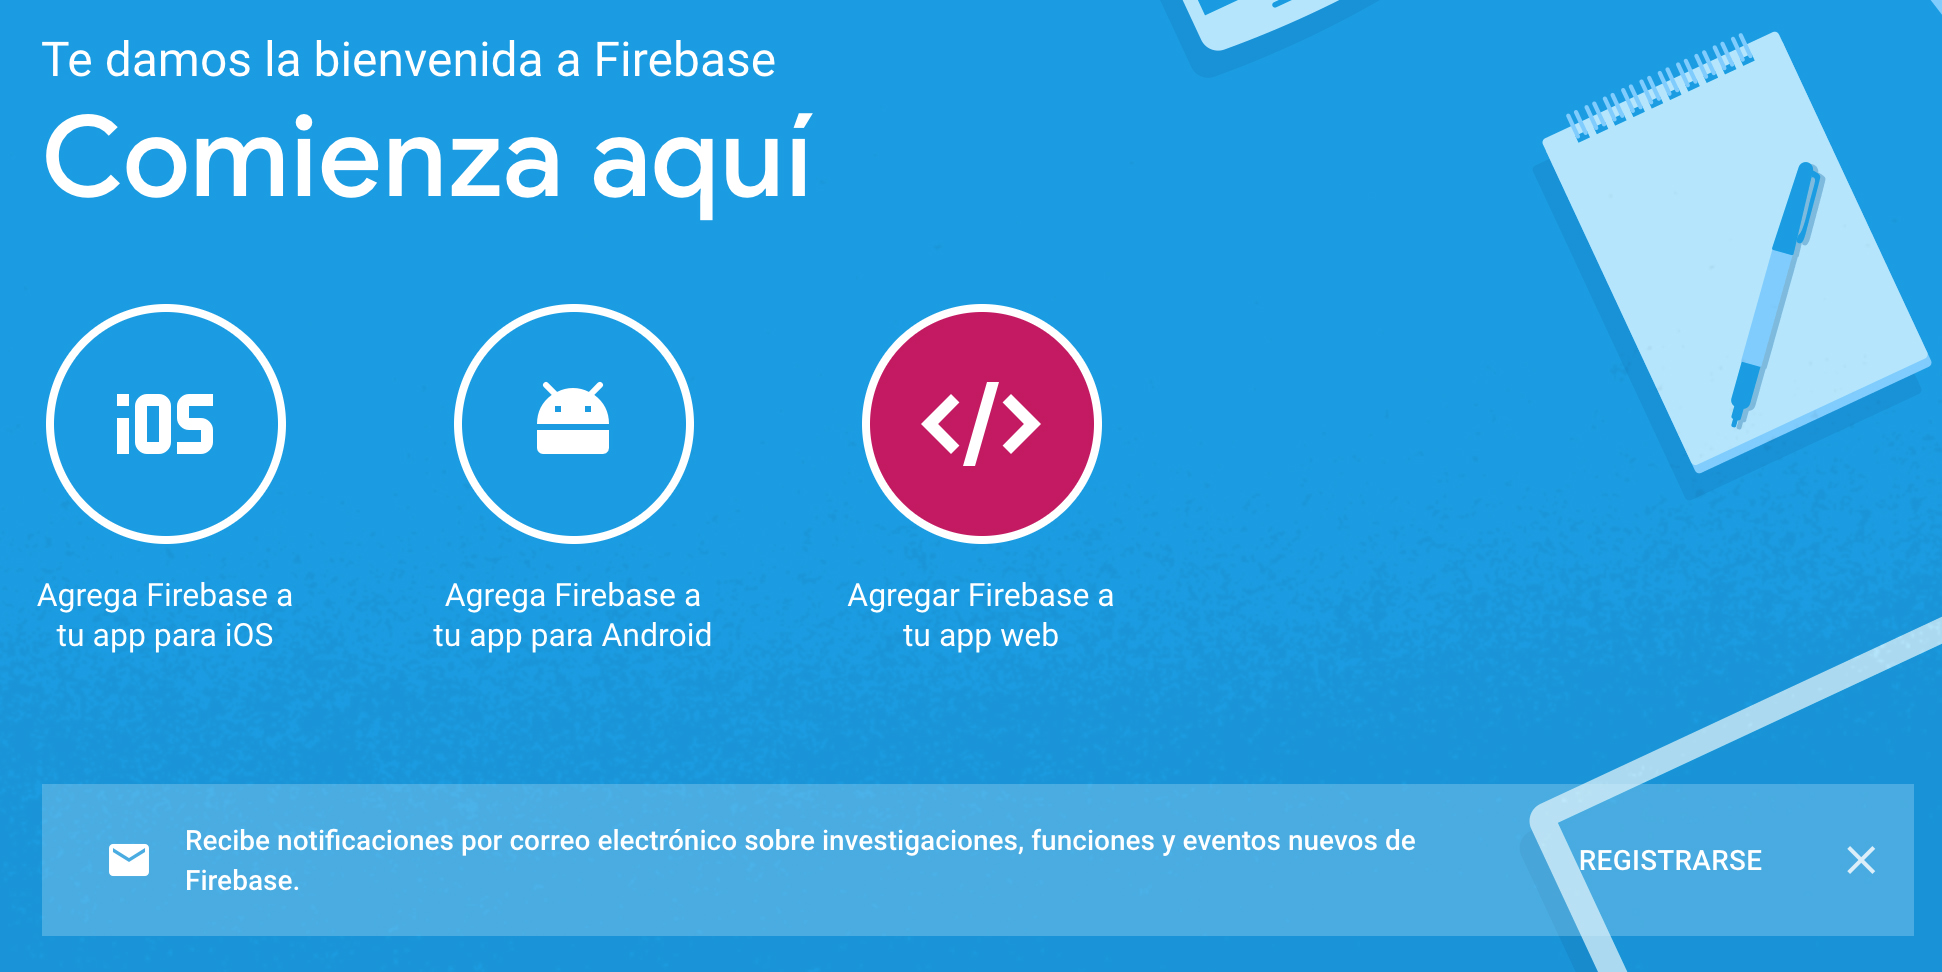 Te damos la bienvenida a Firebase
Comienza aquí
iOS
</>
Agrega Firebase a
tu app para iOS
Agrega Firebase a
tu app para Android
Agregar Firebase a
tu app web
Recibe notificaciones por correo electrónico sobre investigaciones, funciones y eventos nuevos de
Firebase.
REGISTRARSE